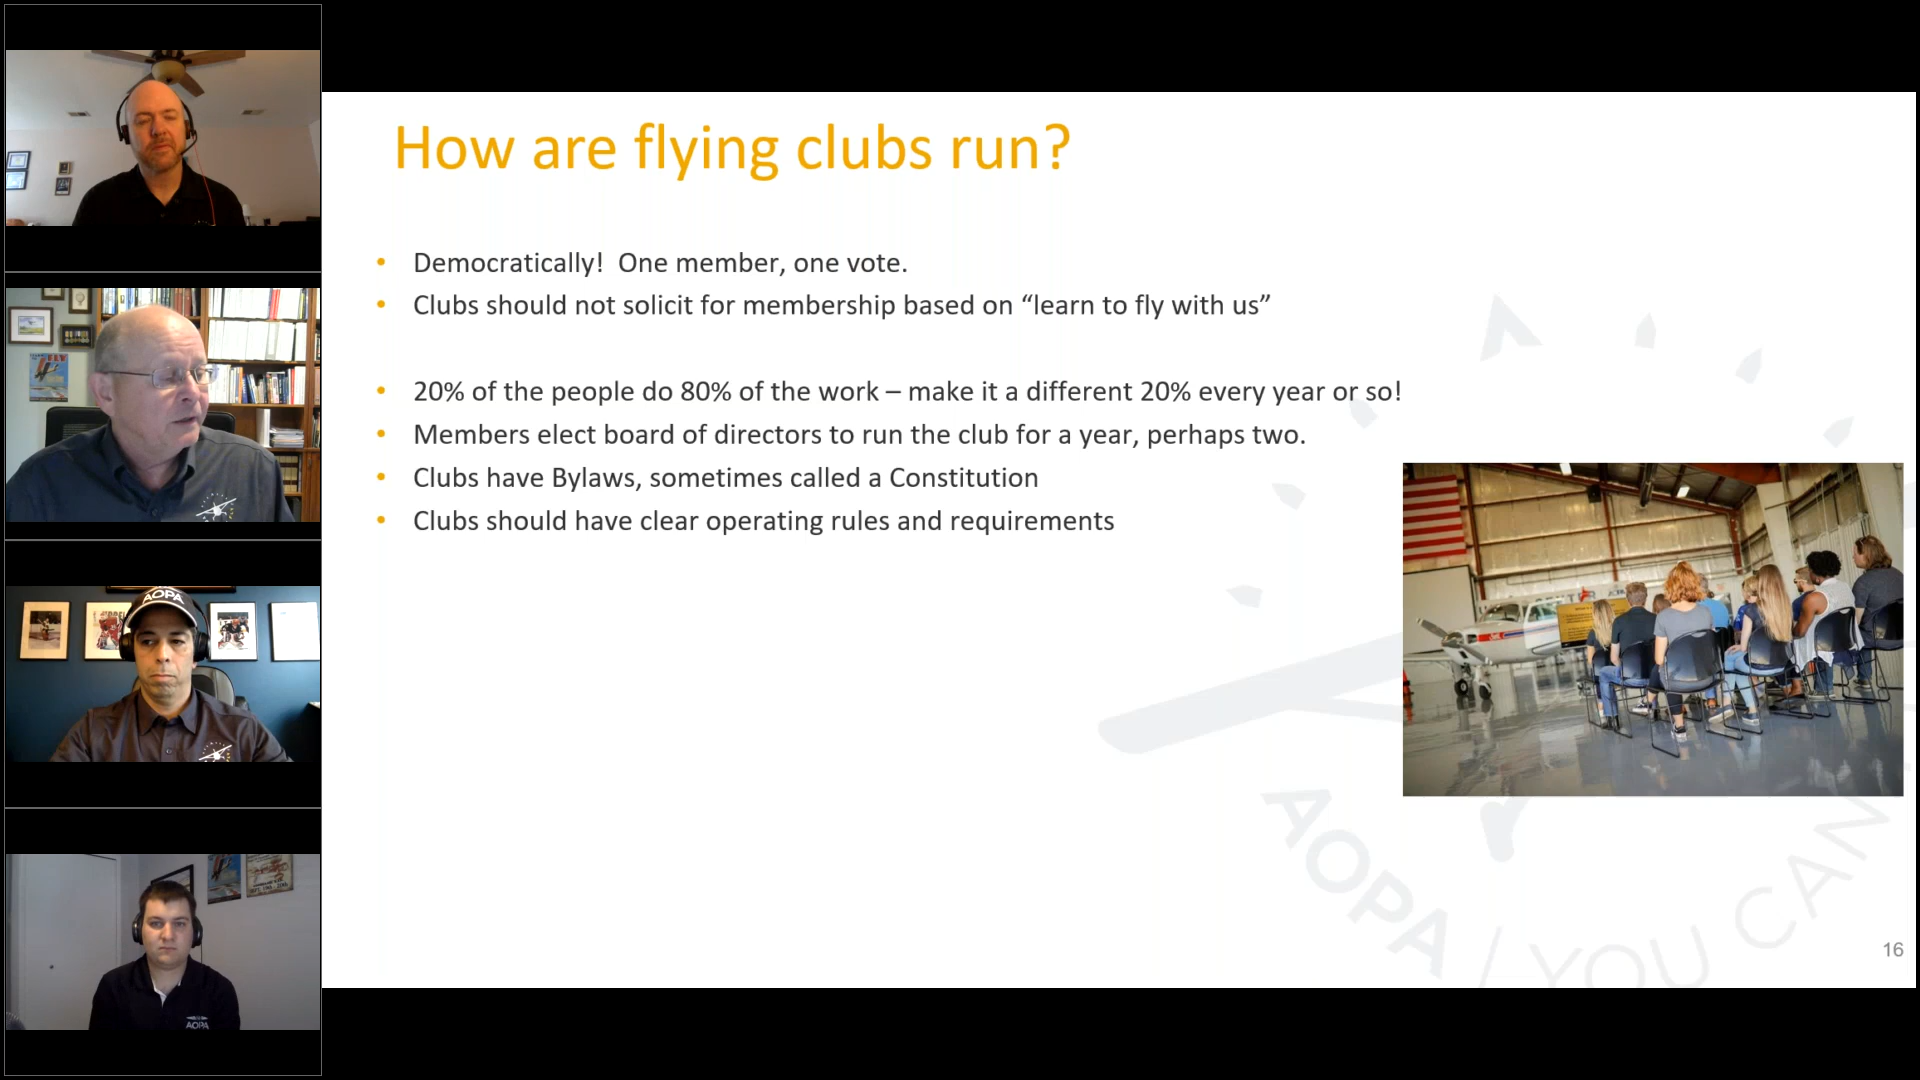 How are flying clubs run?
• Democratically!  One member, one vote.
• Clubs should not solicit for membership based on “learn to fly with us”
• 20% of the people do 80% of the work – make it a different 20% every year or so!
• Members elect board of directors to run the club for a year, perhaps two.
• Clubs have Bylaws, sometimes called a Constitution
• Clubs should have clear operating rules and requirements
AOPA | YOU CAN
16
AOPA
AOPA